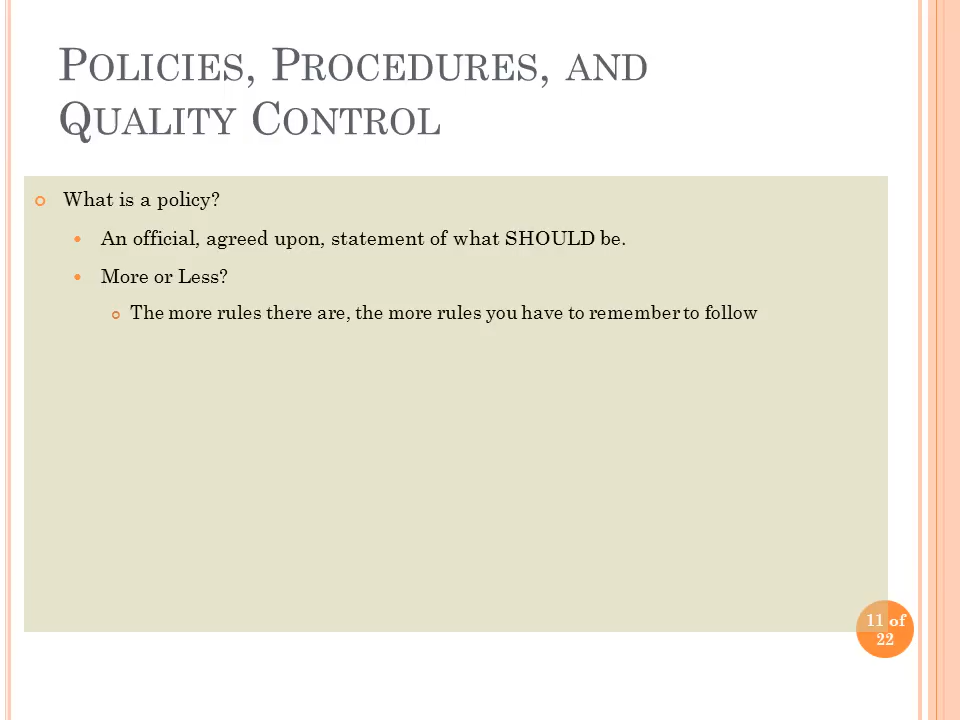 Policies, Procedures, and
Quality Control
What is a policy?
An official, agreed upon, statement of what SHOULD be.
More or Less?
The more rules there are, the more rules you have to remember to follow
11 of
22